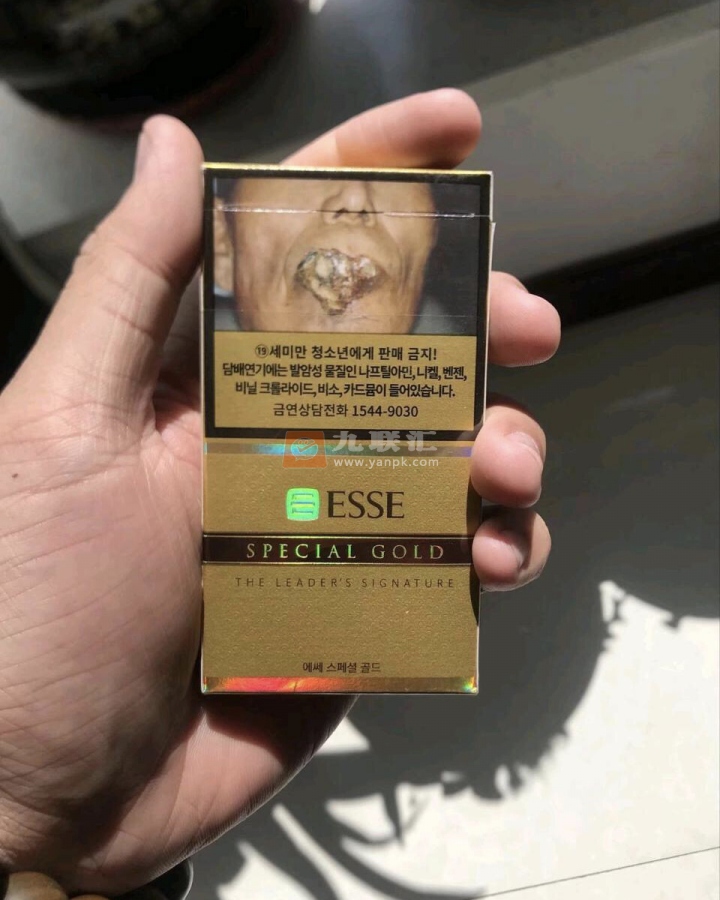 ⑲세미만 청소년에게 판매 금지!
담배연기에는 발암성 물질인 나프틸아민, 니켈, 벤젠,
비닐 크롤라이드, 비소, 카드뮴이 들어있습니다.
금연상담전화 1544-9030
九联汇
www.yanpk.com
ESSE
SPECIAL GOLD
THE LEADER'S SIGNATURE
에쎄 스페셜 골드